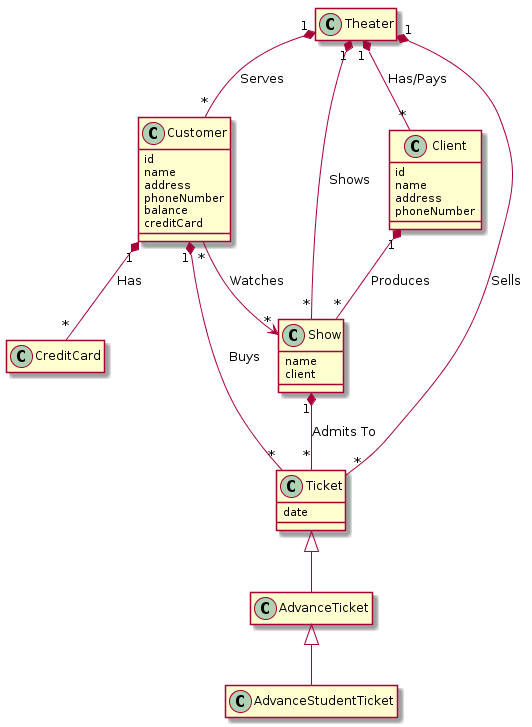 C Theater
1
1
1
1
Serves
Has/Pays
*
*
C Customer
id
name
address
phoneNumber
balance
creditCard
C Client
id
name
address
phoneNumber
Shows
1
1
*
1
Has
Watches
Produces
Sells
*
*
*
*
C Show
name
client
C CreditCard
Buys
1
Admits To
*
*
*
C Ticket
date
C AdvanceTicket
C AdvanceStudentTicket